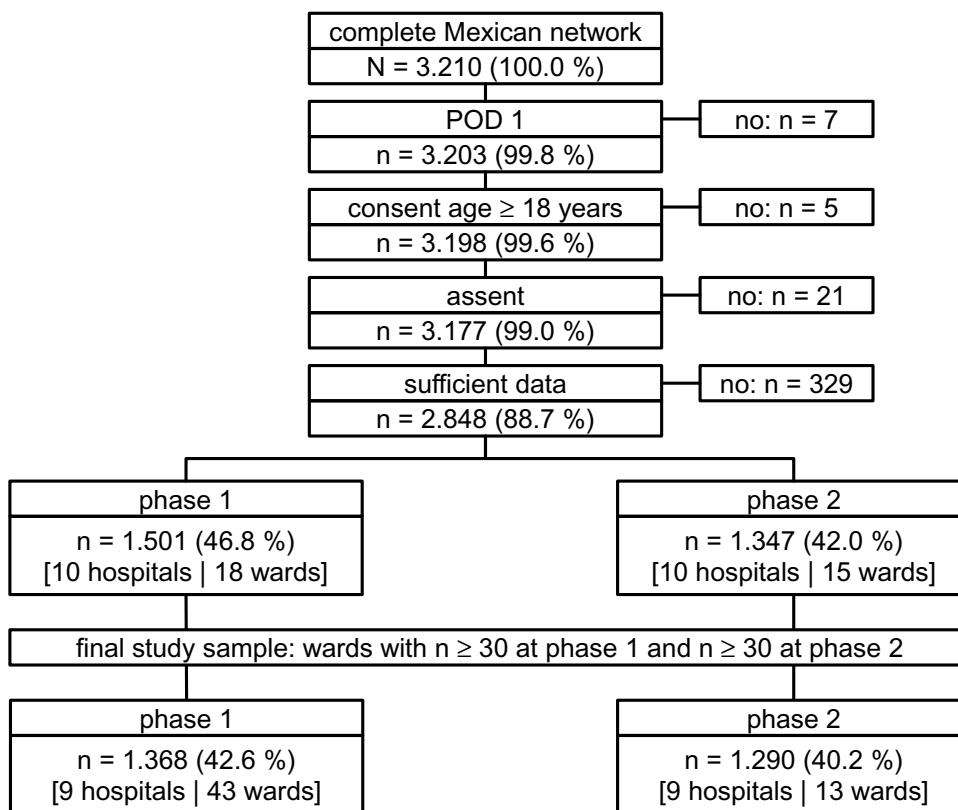 complete Mexican network
N = 3.210 (100.0 %)
POD 1
no: n = 7
n = 3.203 (99.8 %)
consent age ≥ 18 years
no: n = 5
n = 3.198 (99.6 %)
assent
no: n = 21
n = 3.177 (99.0 %)
sufficient data
no: n = 329
n = 2.848 (88.7 %)
phase 1
n = 1.501 (46.8 %)
[10 hospitals | 18 wards]
phase 2
n = 1.347 (42.0 %)
[10 hospitals | 15 wards]
final study sample: wards with n ≥ 30 at phase 1 and n ≥ 30 at phase 2
phase 1
n = 1.368 (42.6 %)
[9 hospitals | 43 wards]
phase 2
n = 1.290 (40.2 %)
[9 hospitals | 13 wards]